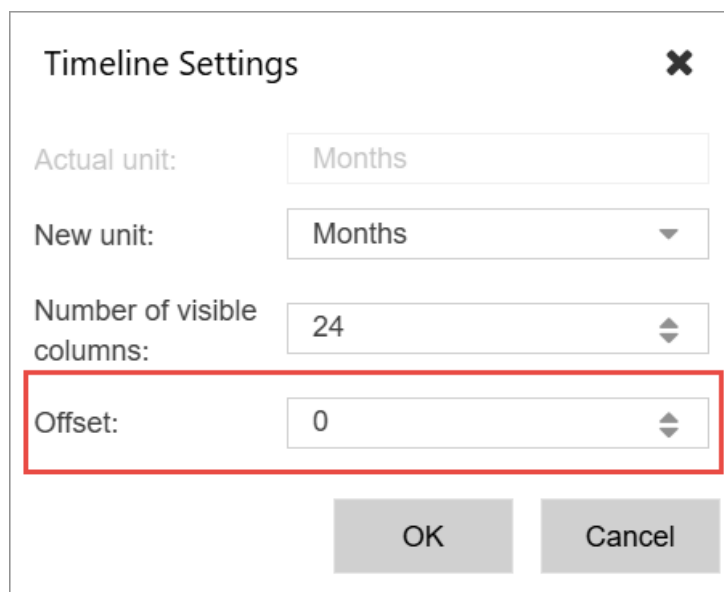 Timeline Settings
Actual unit: Months
New unit: Months
Number of visible
columns: 24
Offset: 0
OK Cancel